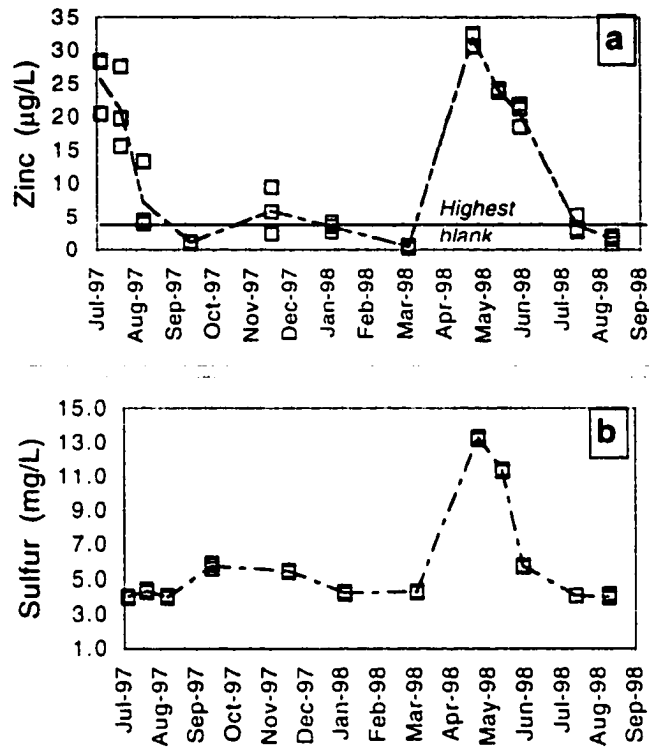 a
35
30
25
20
15
10
5
0
Zinc (µg/L)
Highest
blank
Jul-97
Aug-97
Sep-97
Oct-97
Nov-97
Dec-97
Jan-98
Feb-98
Mar-98
Apr-98
May-98
Jun-98
Jul-98
Aug-98
Sep-98
b
15.0
13.0
11.0
9.0
7.0
5.0
3.0
1.0
Sulfur (mg/L)
Jul-97
Aug-97
Sep-97
Oct-97
Nov-97
Dec-97
Jan-98
Feb-98
Mar-98
Apr-98
May-98
Jun-98
Jul-98
Aug-98
Sep-98